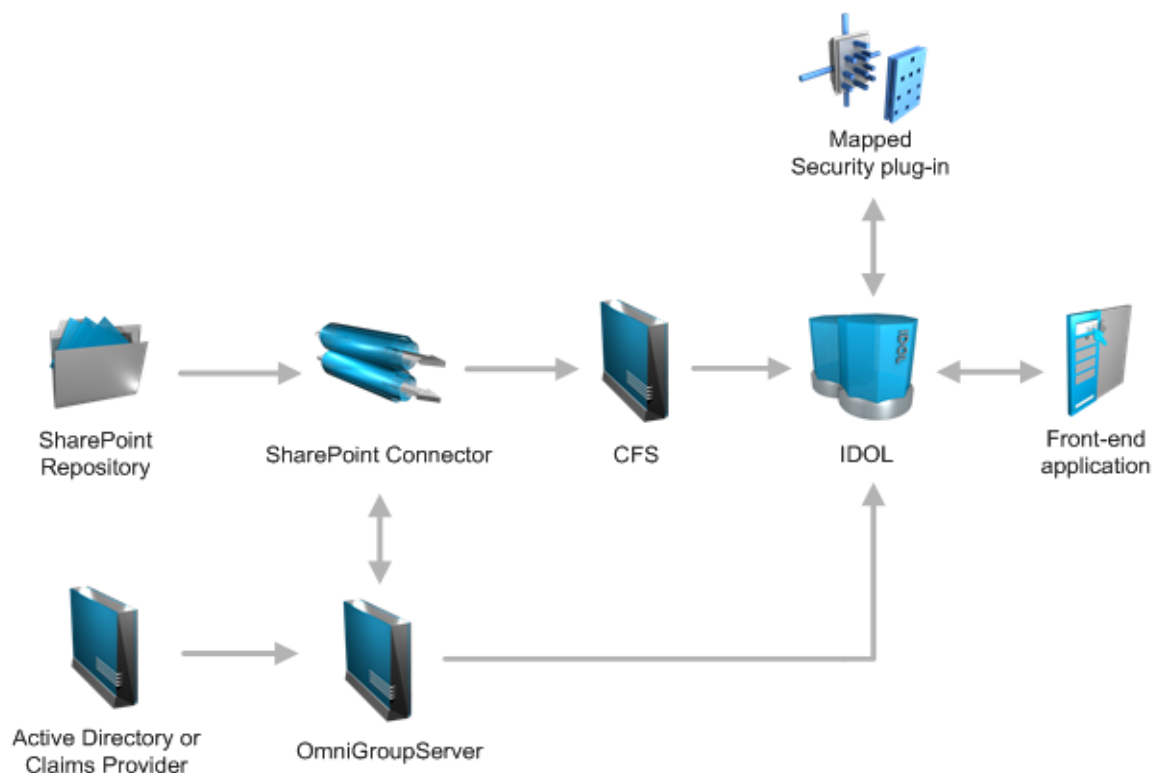 Mapped
Security plug-in
IDOL
SharePoint
Repository
SharePoint Connector
CFS
IDOL
Front-end
application
Active Directory or
Claims Provider
OmniGroupServer